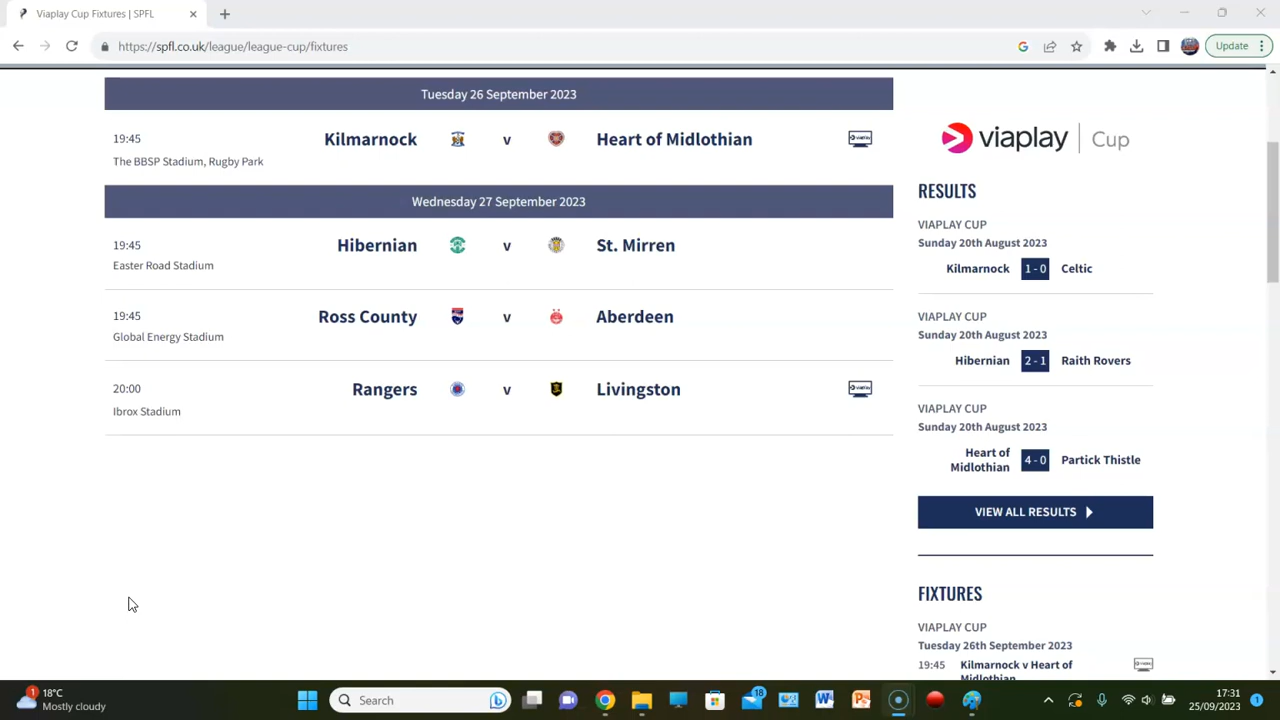 Viaplay Cup Fixtures | SPFL
https://spfl.co.uk/league/league-cup/fixtures
Update
Tuesday 26 September 2023
19:45
Kilmarnock v Heart of Midlothian
The BBSP Stadium, Rugby Park
Wednesday 27 September 2023
19:45
Hibernian v St. Mirren
Easter Road Stadium
19:45
Ross County v Aberdeen
Global Energy Stadium
20:00
Rangers v Livingston
Ibrox Stadium
viaplay Cup
RESULTS
VIAPLAY CUP
Sunday 20th August 2023
Kilmarnock 1 - 0 Celtic
VIAPLAY CUP
Sunday 20th August 2023
Hibernian 2 - 1 Raith Rovers
VIAPLAY CUP
Sunday 20th August 2023
Heart of
Midlothian 4 - 0 Partick Thistle
VIEW ALL RESULTS
FIXTURES
VIAPLAY CUP
Tuesday 26th September 2023
19:45 Kilmarnock v Heart of
Midlothian
1
18°C
Mostly cloudy
Search
18
17:31
25/09/2023
1